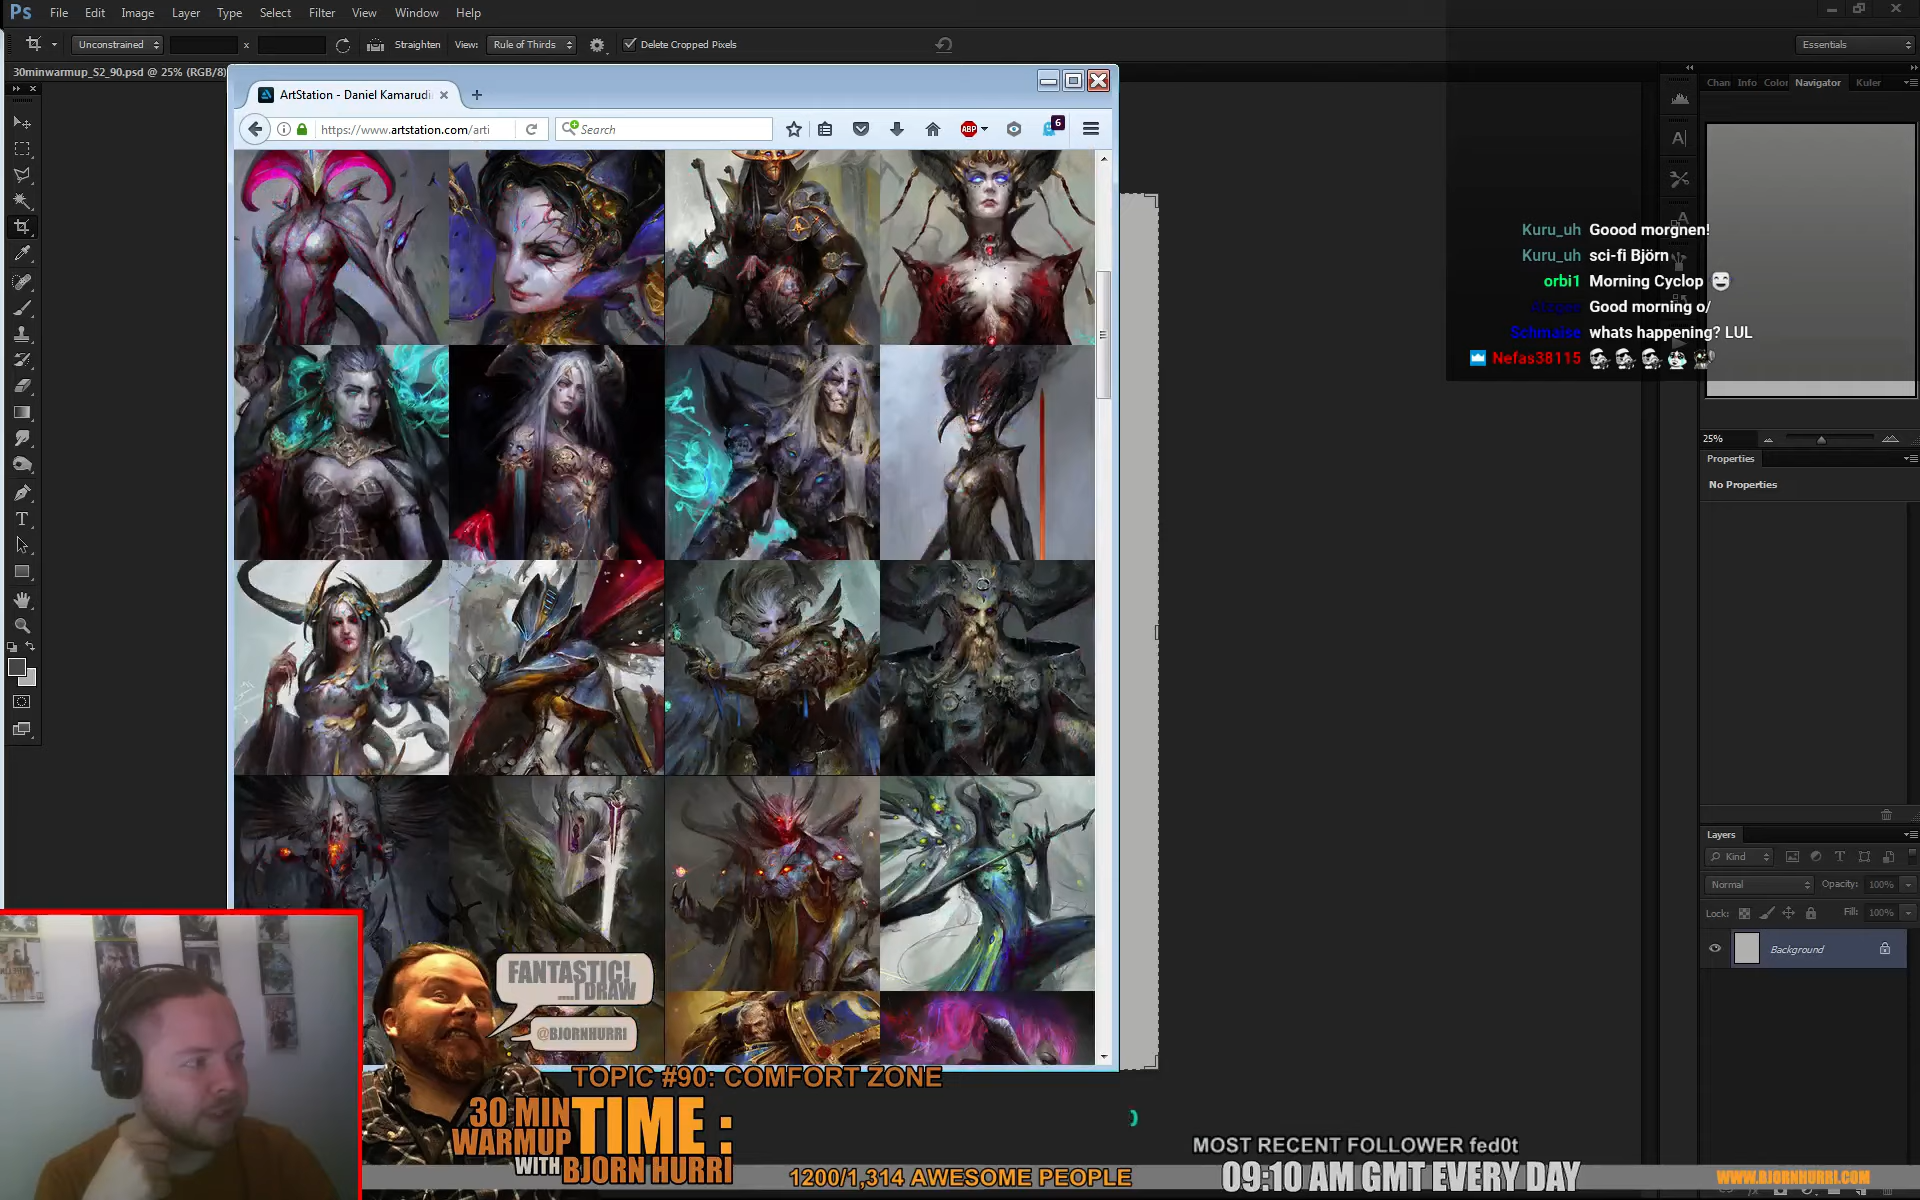 Ps File Edit Image Layer Type Select Filter View Window Help
Unconstrained x Straighten View: Rule of Thirds Delete Cropped Pixels Essentials
30minwarmup_S2_90.psd @ 25% (RGB/8)
ArtStation - Daniel Kamarudi
https://www.artstation.com/arti
Search
ABP
6
Chan Info Color Navigator Kuler
Kuru_uh Goood morgnen!
Kuru_uh sci-fi Björn
orbi1 Morning Cyclop
Good morning o/
Schmaise whats happening? LUL
Nefas38115
25%
Properties
No Properties
Layers
Kind
Normal Opacity: 100%
Lock: Fill: 100%
Background
FANTASTIC!
....I DRAW
@BJORNHURRI
TOPIC #90: COMFORT ZONE
30 MIN
WARMUP
WITH BJORN HURRI
TIME :
1200/1,314 AWESOME PEOPLE
MOST RECENT FOLLOWER fed0t
09:10 AM GMT EVERY DAY
WWW.BJORNHURRI.COM